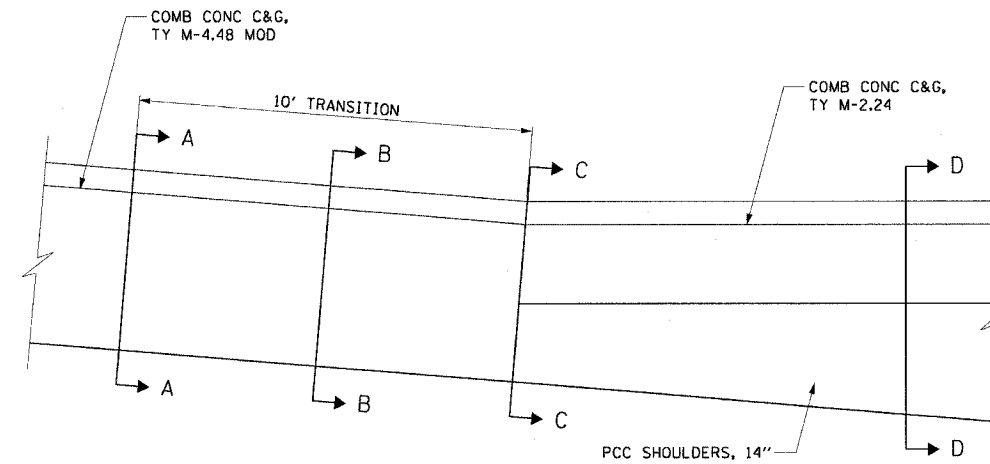 COMB CONC C&G,
TY M-4.48 MOD
10' TRANSITION
COMB CONC C&G,
TY M-2.24
A
B
C
D
A
B
C
D
PCC SHOULDERS, 14"